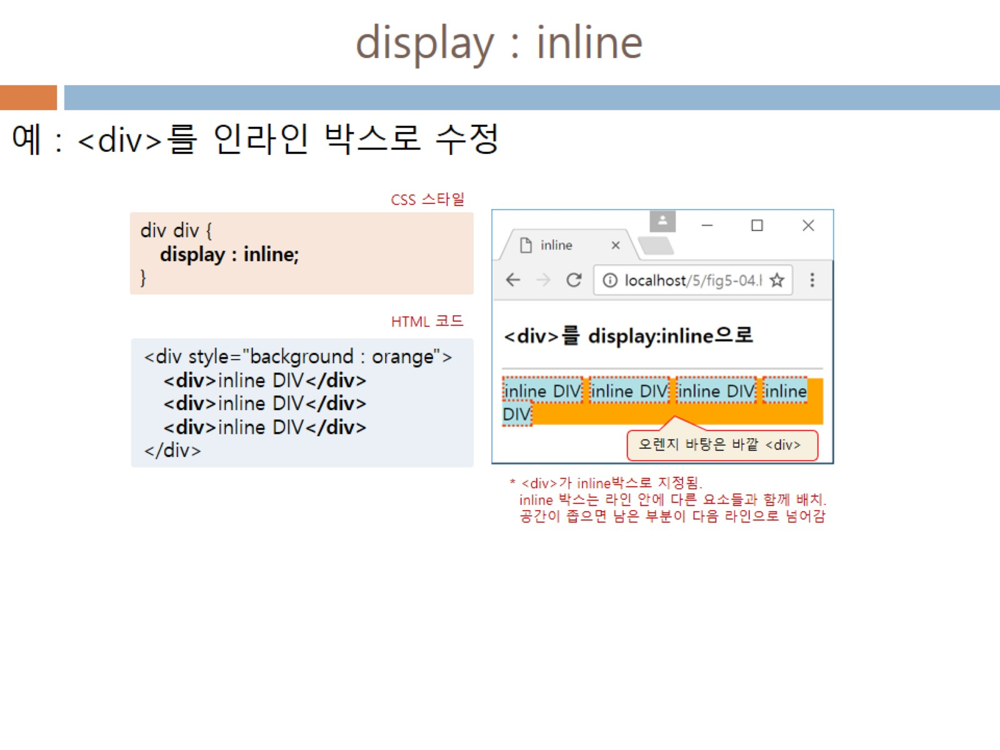 display : inline
예 : <div>를 인라인 박스로 수정
CSS 스타일
div div {
display : inline;
}
HTML 코드
<div style="background : orange">
<div>inline DIV</div>
<div>inline DIV</div>
<div>inline DIV</div>
</div>
inline
localhost/5/fig5-04.h
<div>를 display:inline으로
inline DIV inline DIV inline DIV inline
DIV
오렌지 바탕은 바깥 <div>
* <div>가 inline박스로 지정됨.
inline 박스는 라인 안에 다른 요소들과 함께 배치.
공간이 좁으면 남은 부분이 다음 라인으로 넘어감